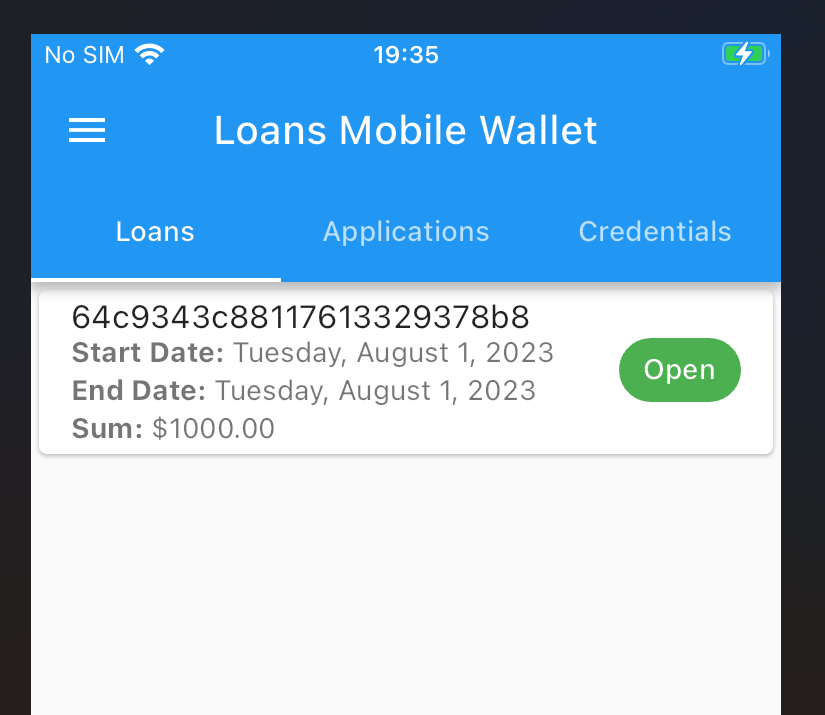 No SIM 19:35
Loans Mobile Wallet
Loans Applications Credentials
64c9343c88117613329378b8
Start Date: Tuesday, August 1, 2023
Open
End Date: Tuesday, August 1, 2023
Sum: $1000.00